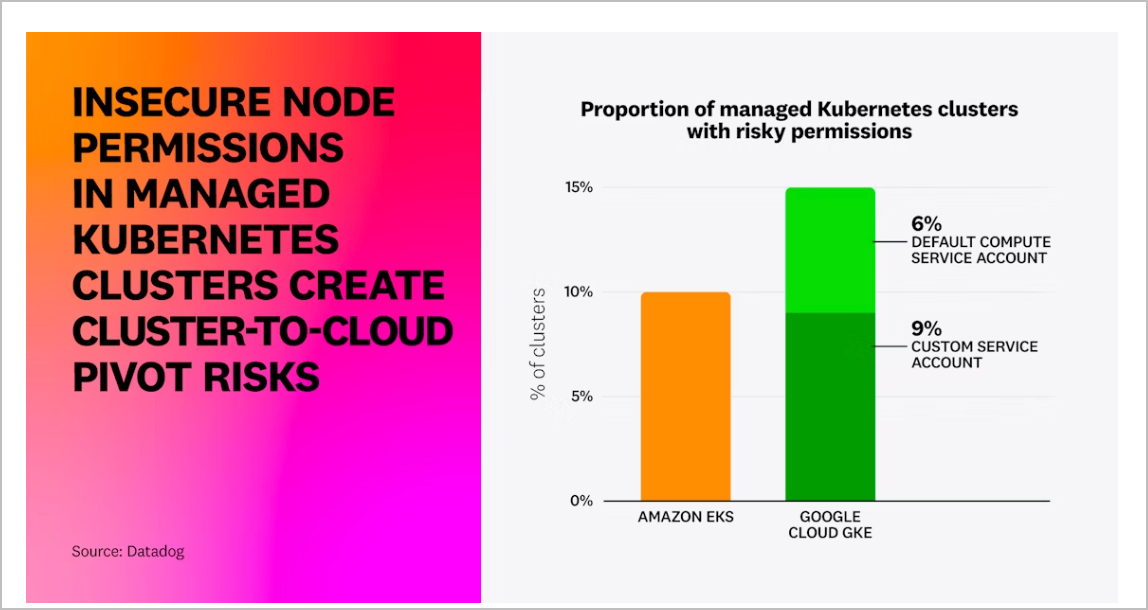 INSECURE NODE
PERMISSIONS
IN MANAGED
KUBERNETES
CLUSTERS CREATE
CLUSTER-TO-CLOUD
PIVOT RISKS
Source: Datadog
Proportion of managed Kubernetes clusters
with risky permissions
% of clusters
15%
10%
5%
0%
6%
DEFAULT COMPUTE
SERVICE ACCOUNT
9%
CUSTOM SERVICE
ACCOUNT
AMAZON EKS
GOOGLE
CLOUD GKE